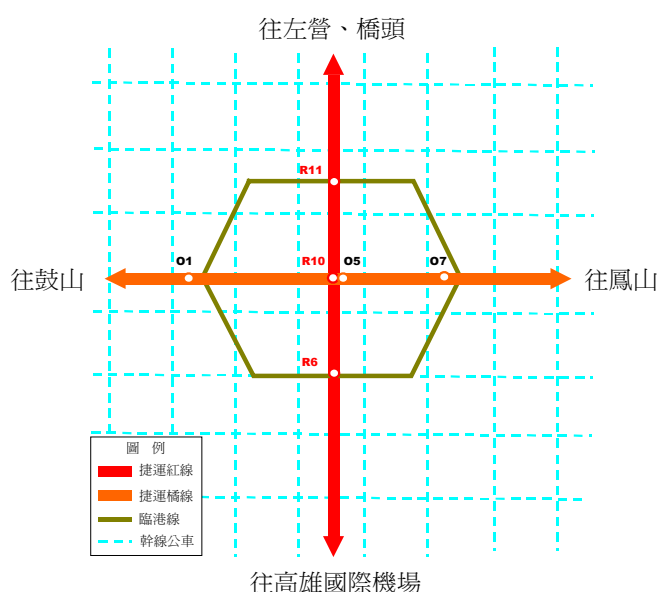 往左營、橋頭
R11
O1
R10
O5
O7
往鼓山
往鳳山
R6
圖 例
捷運紅線
捷運橘線
臨港線
幹線公車
往高雄國際機場